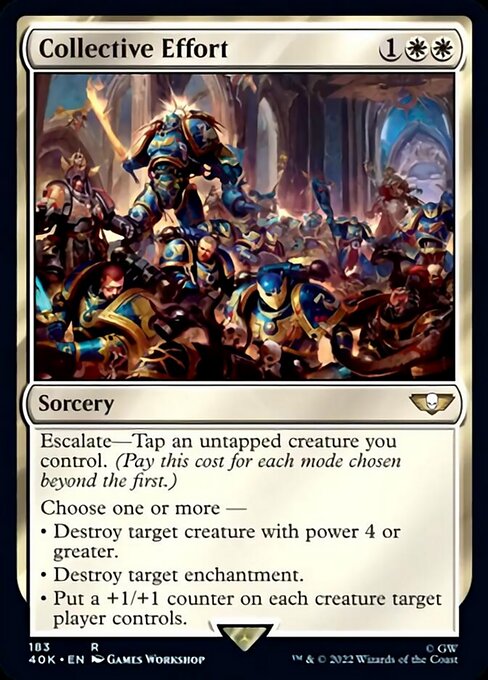 Collective Effort 1
Sorcery
Escalate—Tap an untapped creature you
control. (Pay this cost for each mode chosen
beyond the first.)
Choose one or more —
• Destroy target creature with power 4 or
greater.
• Destroy target enchantment.
• Put a +1/+1 counter on each creature target
player controls.
183 R © GW
40K • EN Games Workshop ™ & © 2022 Wizards of the Coast